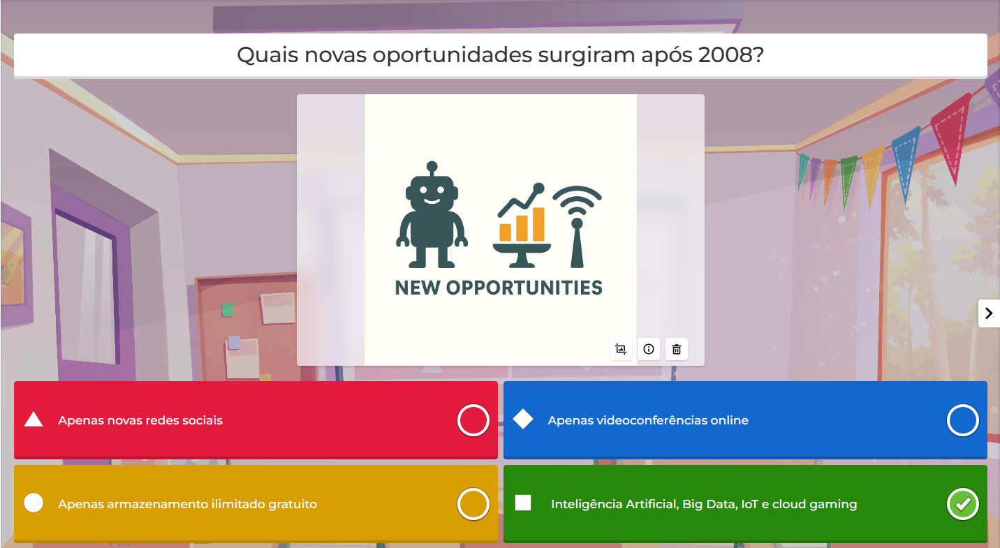 Quais novas oportunidades surgiram após 2008?
NEW OPPORTUNITIES
Apenas novas redes sociais
Apenas videoconferências online
Apenas armazenamento ilimitado gratuito
Inteligência Artificial, Big Data, IoT e cloud gaming